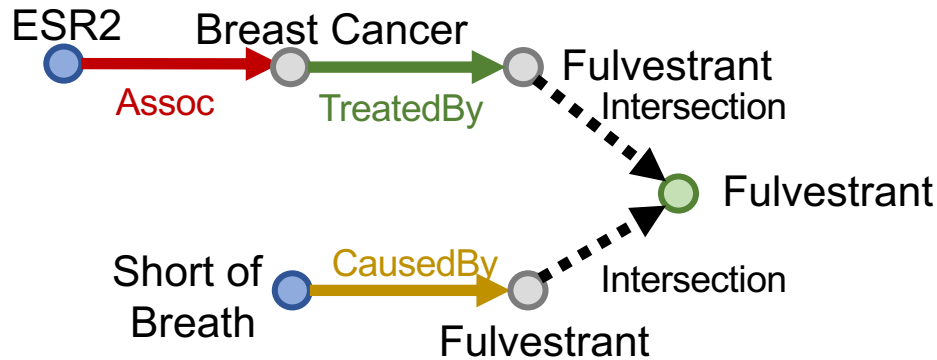 ESR2
Breast Cancer
Fulvestrant
Assoc
TreatedBy
Intersection
Fulvestrant
Short of
Breath
CausedBy
Intersection
Fulvestrant